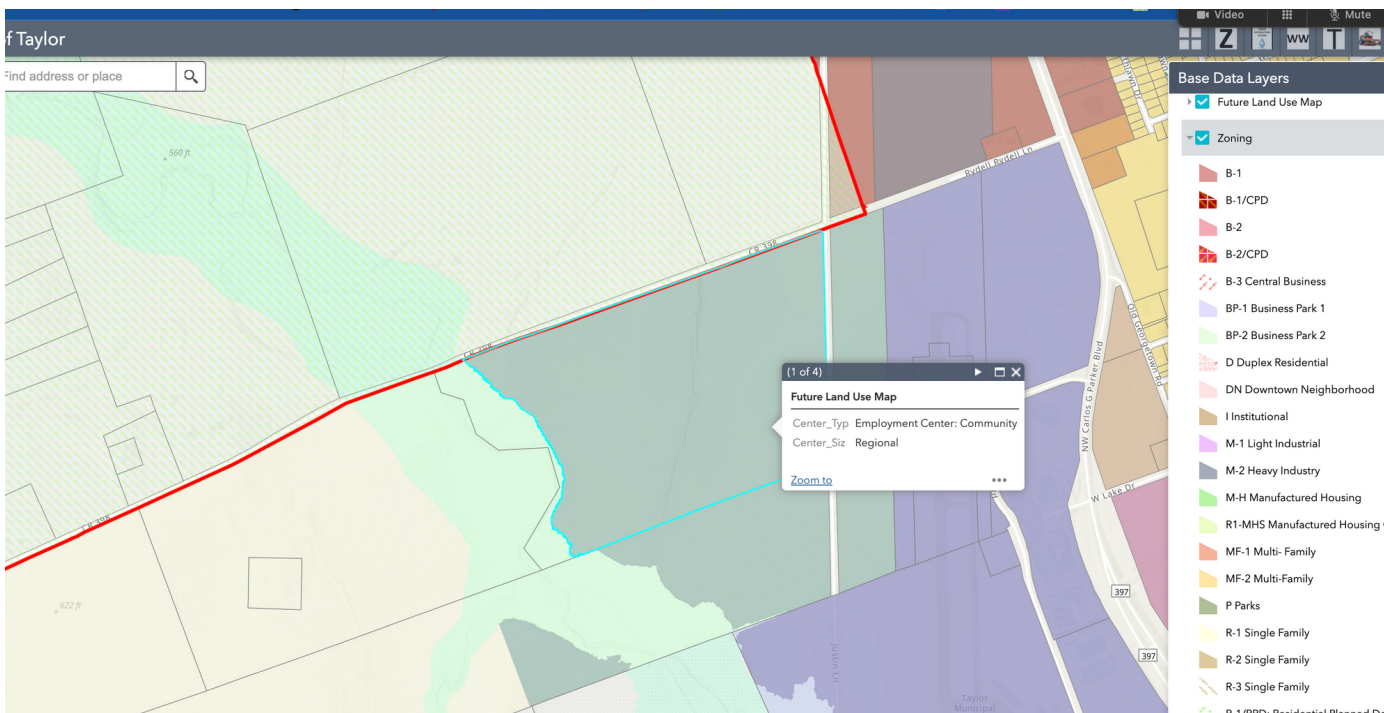 Video
Mute
f Taylor
Z
WW
T
Find address or place
Base Data Layers
Future Land Use Map
Zoning
B-1
B-1/CPD
B-2
B-2/CPD
B-3 Central Business
BP-1 Business Park 1
BP-2 Business Park 2
D Duplex Residential
DN Downtown Neighborhood
I Institutional
M-1 Light Industrial
M-2 Heavy Industry
M-H Manufactured Housing
R1-MHS Manufactured Housing
MF-1 Multi- Family
MF-2 Multi-Family
P Parks
R-1 Single Family
R-2 Single Family
R-3 Single Family
560 ft
Rydell Ln
Rydell
CR 398
CR 398
CR 398
622 ft
Old Georgetown Rd
NW Carlos G Parker Blvd
W Lake Dr
397
397
Justin Ln
Taylor
Municipal
(1 of 4)
Future Land Use Map
Center_Typ Employment Center: Community
Center_Siz Regional
Zoom to